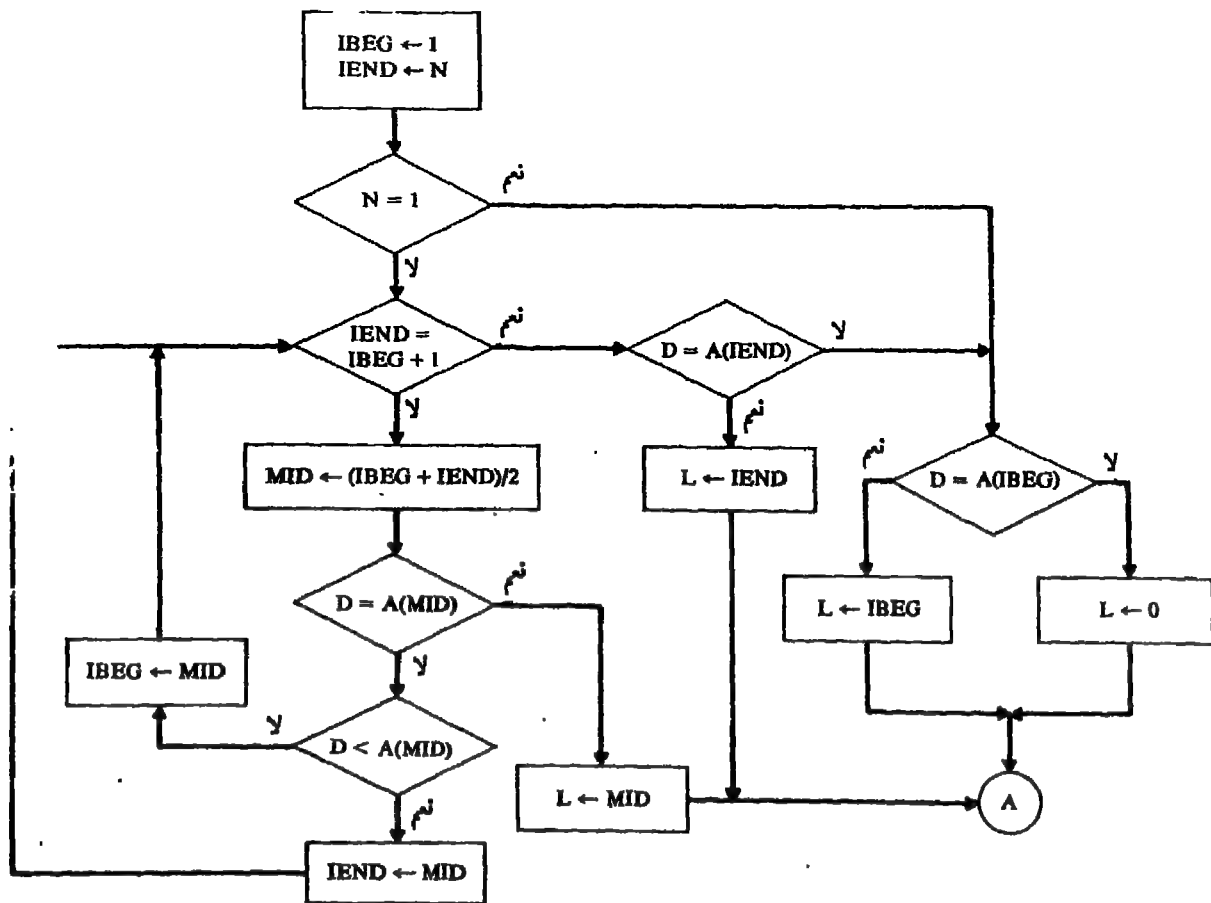 IBEG ← 1
IEND ← N
نعم
N = 1
لا
IEND =
IBEG + 1
نعم
D = A(IEND)
لا
لا
نعم
MID ← (IBEG + IEND)/2
L ← IEND
نعم
D = A(IBEG)
لا
D = A(MID)
نعم
L ← IBEG
L ← 0
IBEG ← MID
لا
لا
D < A(MID)
L ← MID
A
نعم
IEND ← MID